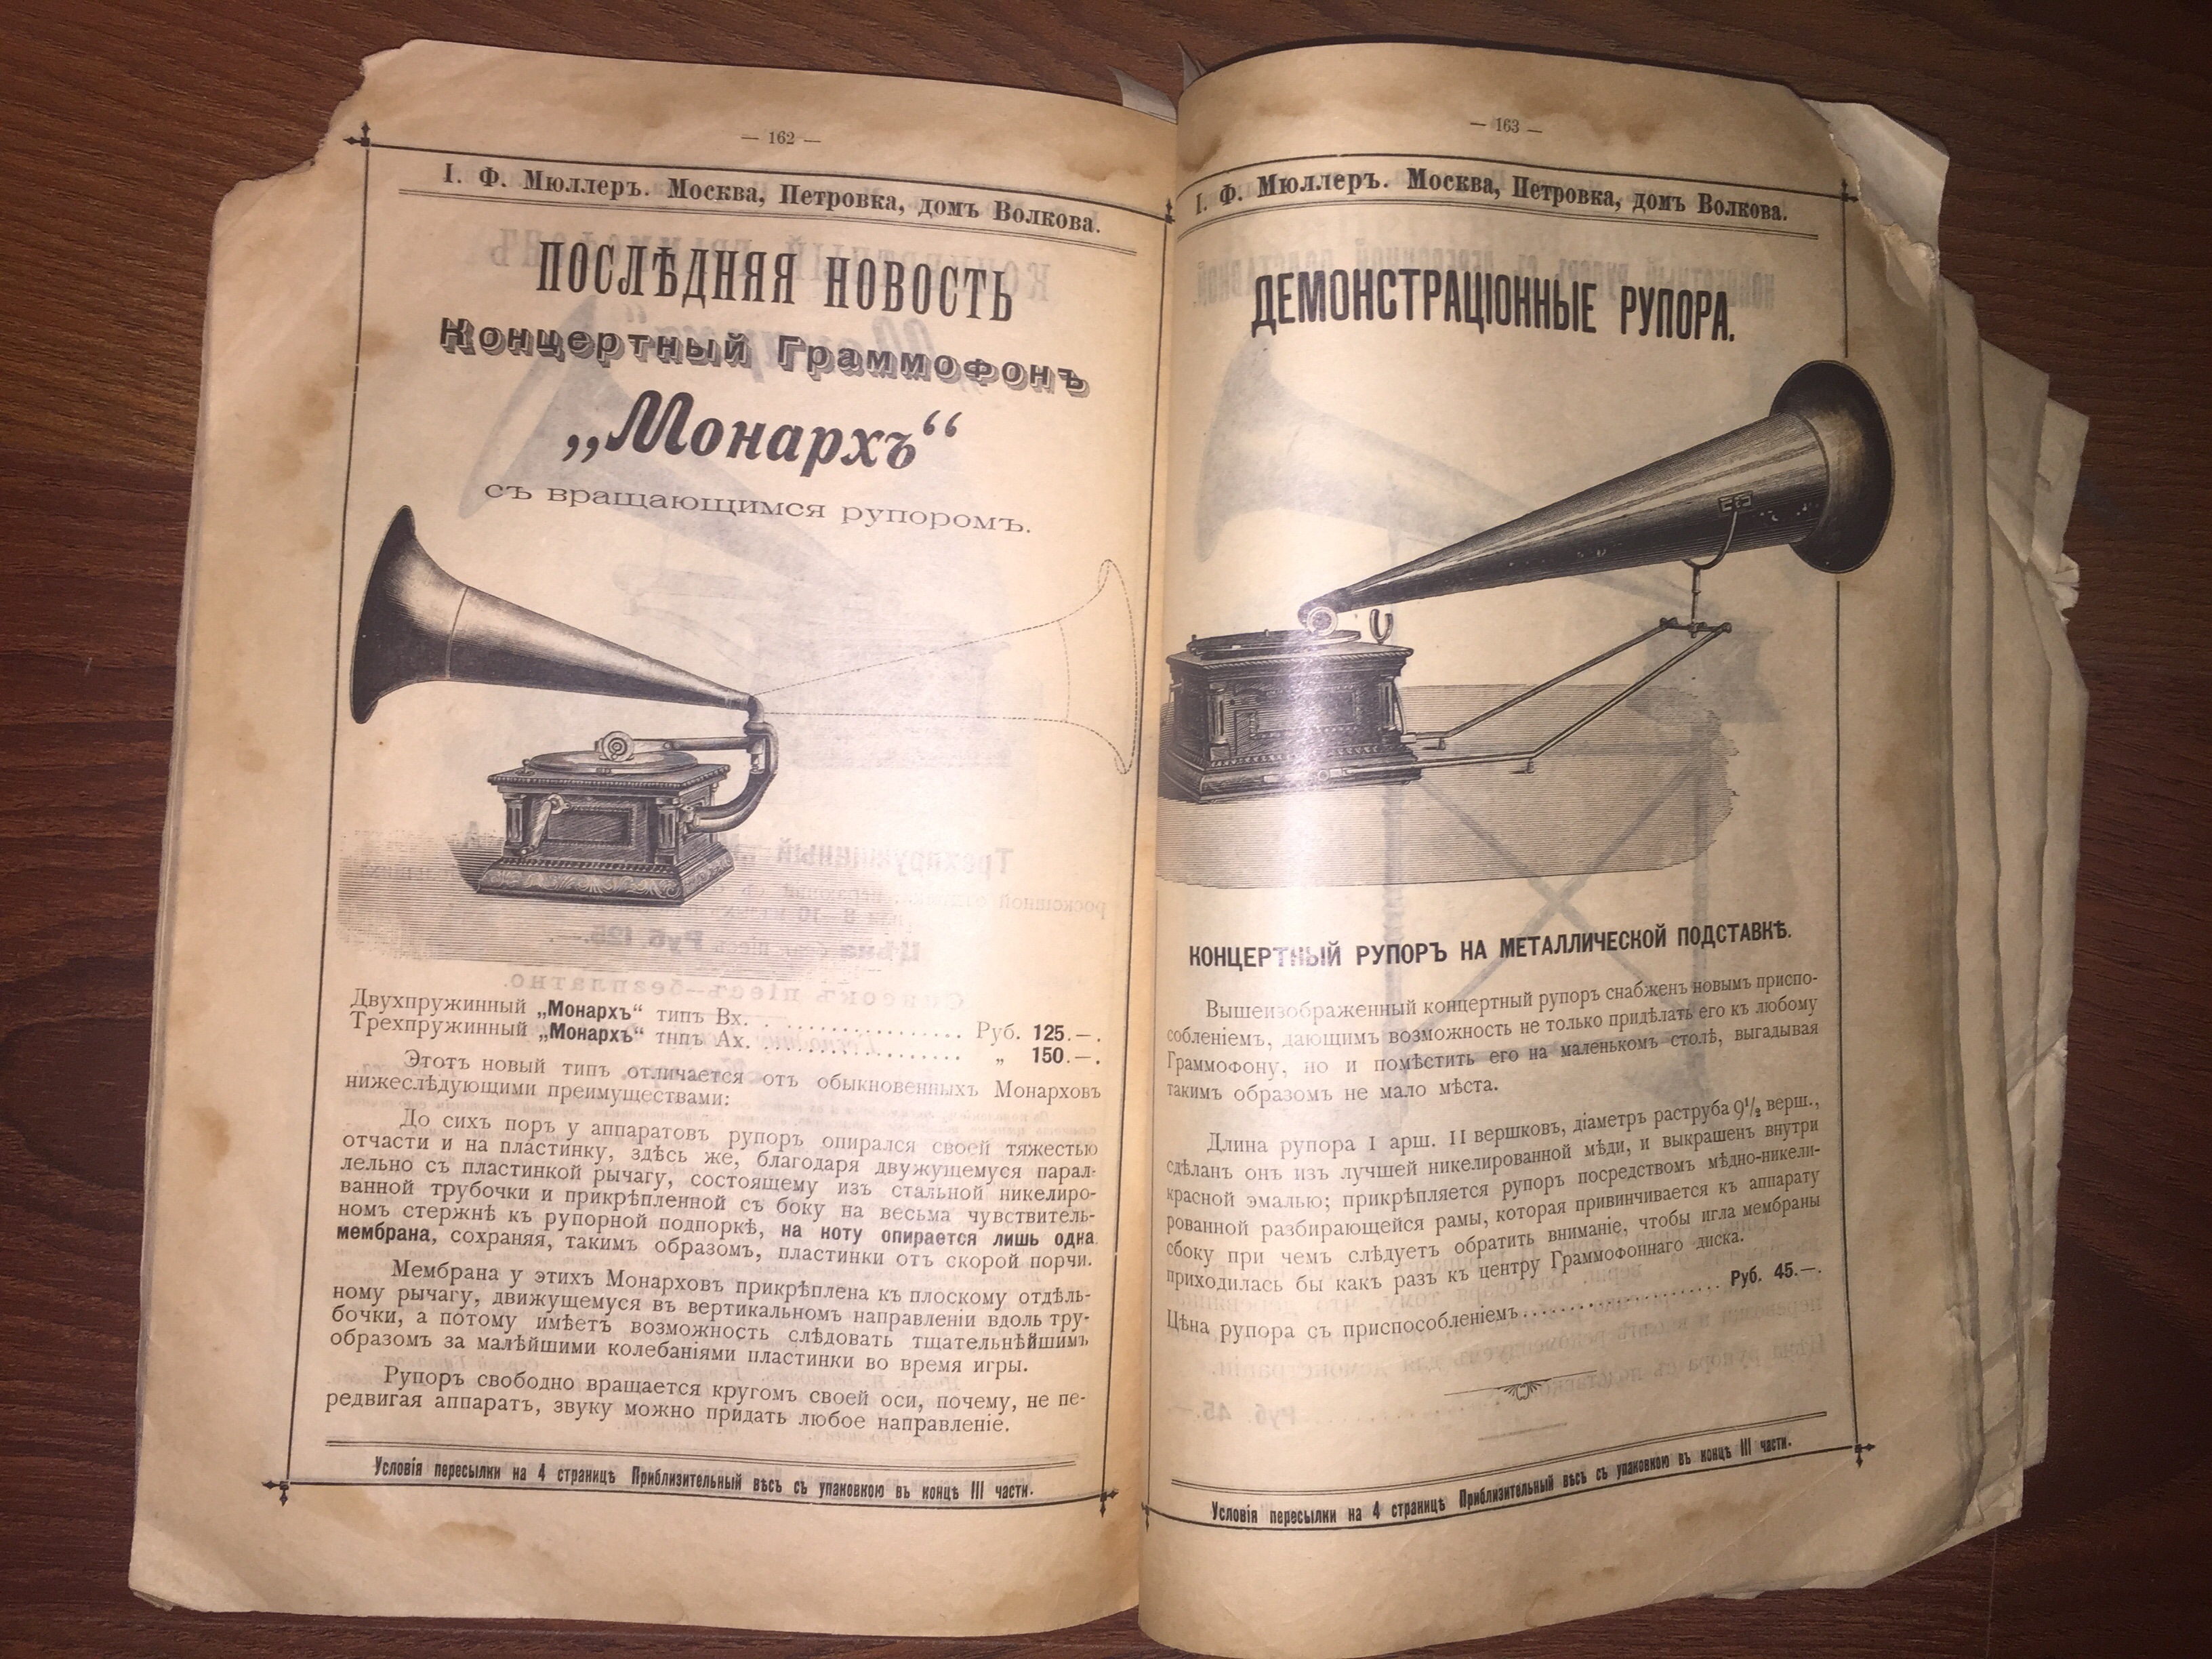 — 162 —
І. Ф. Мюллеръ. Москва, Петровка, домъ Волкова.
ПОСЛѢДНЯЯ НОВОСТЬ
Концертный Граммофонъ
„Монархъ“
съ вращающимся рупоромъ.
Двухпружинный „Монархъ“ типъ Вх. . . . . . . . . . . . . . . . . Руб. 125.—.
Трехпружинный „Монархъ“ типъ Ах. . . . . . . . . . . . . . . . . „ 150.—.
Этотъ новый типъ отличается отъ обыкновенныхъ Монарховъ
нижеслѣдующими преимуществами:
До сихъ поръ у аппаратовъ рупоръ опирался своей тяжестью
отчасти и на пластинку, здѣсь же, благодаря двужущемуся парал-
лельно съ пластинкой рычагу, состоящему изъ стальной никелиро-
ванной трубочки и прикрѣпленной съ боку на весьма чувствитель-
номъ стержнѣ къ рупорной подпоркѣ, на ноту опирается лишь одна
мембрана, сохраняя, такимъ образомъ, пластинки отъ скорой порчи.
Мембрана у этихъ Монарховъ прикрѣплена къ плоскому отдѣль-
ному рычагу, движущемуся въ вертикальномъ направленіи вдоль тру-
бочки, а потому имѣетъ возможность слѣдовать тщательнѣйшимъ
образомъ за малѣйшими колебаніями пластинки во время игры.
Рупоръ свободно вращается кругомъ своей оси, почему, не пе-
редвигая аппаратъ, звуку можно придать любое направленіе.
Условія пересылки на 4 страницѣ Приблизительный вѣсъ съ упаковкою въ концѣ III части.
— 163 —
І. Ф. Мюллеръ. Москва, Петровка, домъ Волкова.
ДЕМОНСТРАЦІОННЫЕ РУПОРА.
КОНЦЕРТНЫЙ РУПОРЪ НА МЕТАЛЛИЧЕСКОЙ ПОДСТАВКѢ.
Вышеизображенный концертный рупоръ снабженъ новымъ приспо-
собленіемъ, дающимъ возможность не только придѣлать его къ любому
Граммофону, но и помѣстить его на маленькомъ столѣ, выгадывая
такимъ образомъ не мало мѣста.
Длина рупора 1 арш. 11 вершковъ, діаметръ раструба 9½ верш.,
сдѣланъ онъ изъ лучшей никелированной мѣди, и выкрашенъ внутри
красной эмалью; прикрѣпляется рупоръ посредствомъ мѣдно-никели-
рованной разбирающейся рамы, которая привинчивается къ аппарату
сбоку при чемъ слѣдуетъ обратить вниманіе, чтобы игла мембраны
приходилась бы какъ разъ къ центру Граммофоннаго диска.
Цѣна рупора съ приспособленіемъ . . . . . . . . . . . . . . . . . Руб. 45.—.
Условія пересылки на 4 страницѣ Приблизительный вѣсъ съ упаковкою въ концѣ III части.